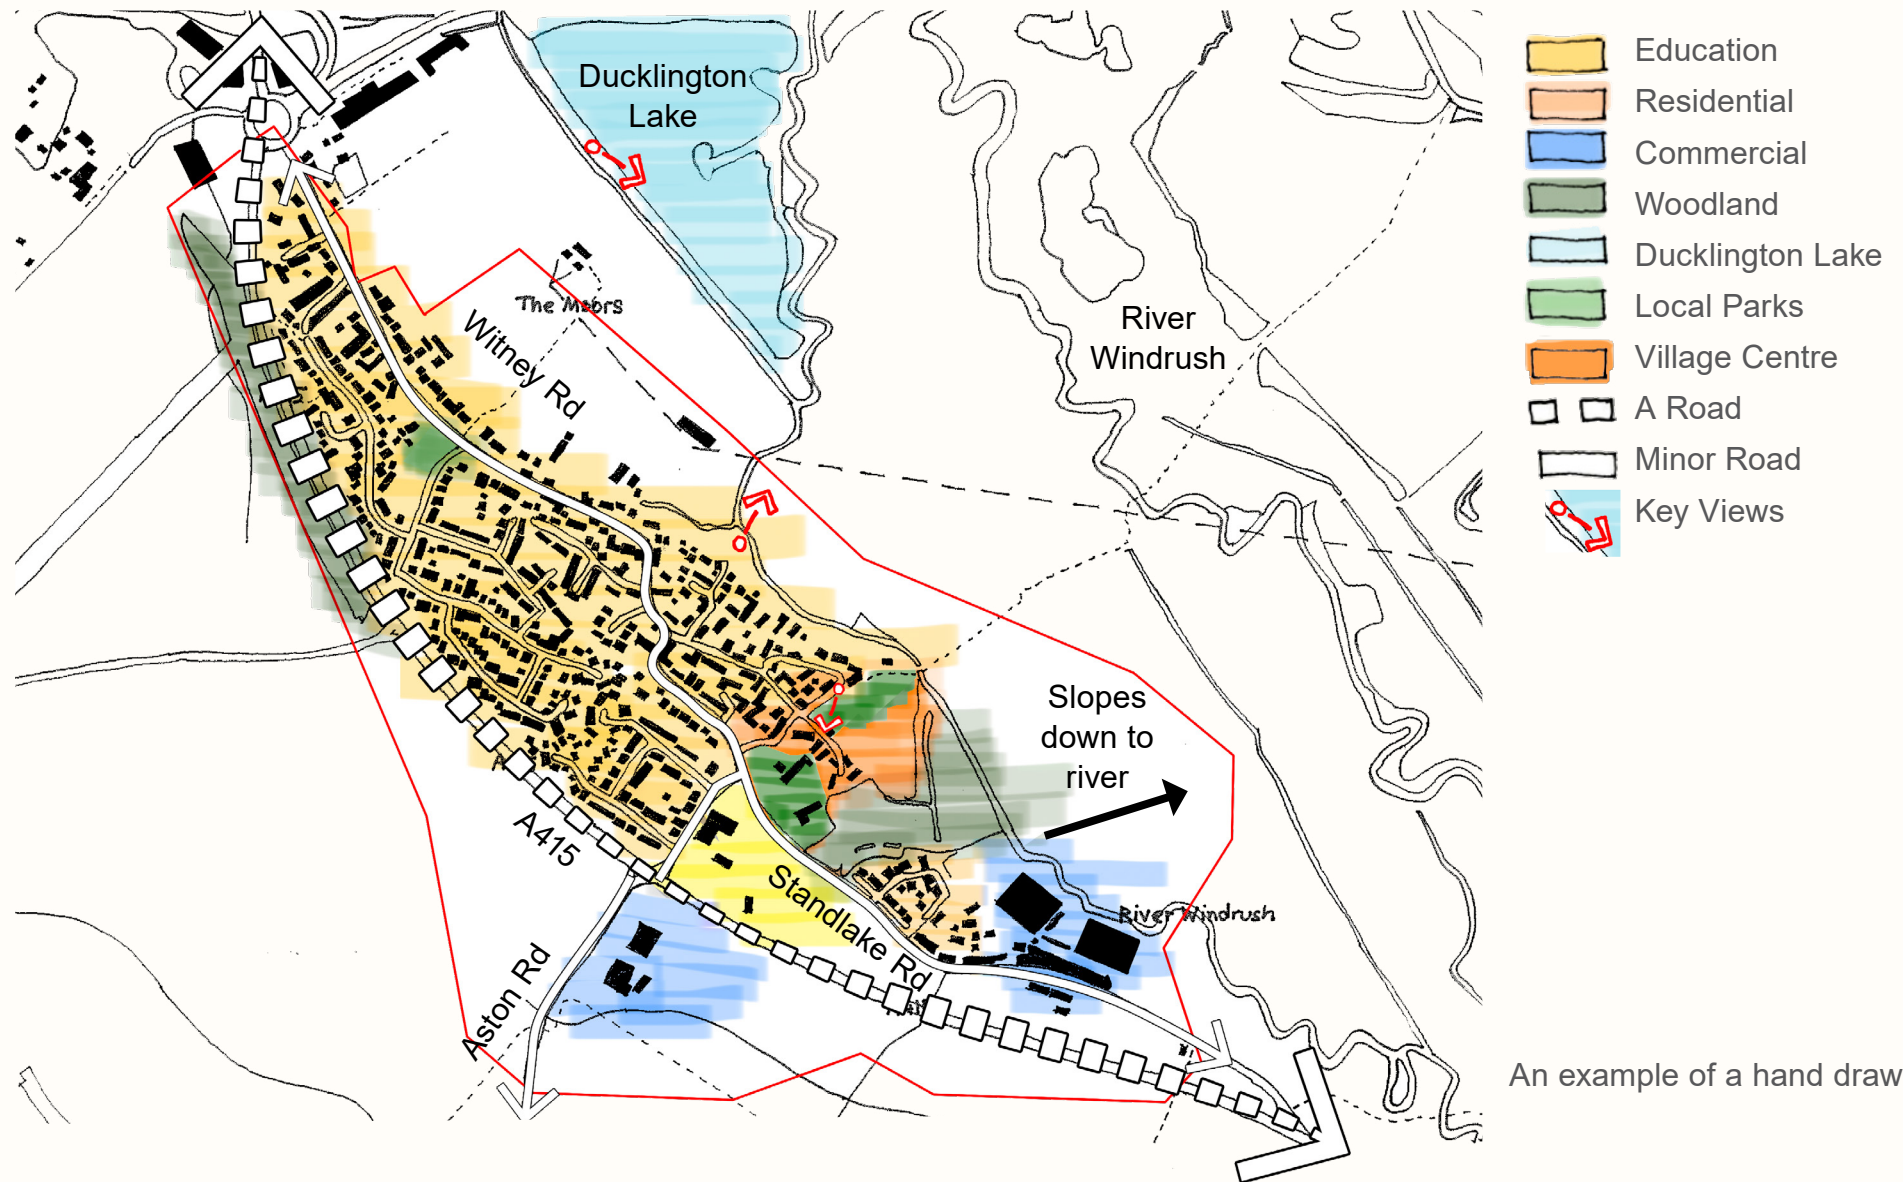 Ducklington
Lake
The Moors
Witney Rd
River
Windrush
Slopes
down to
river
A415
Standlake Rd
Aston Rd
River Windrush
Education
Residential
Commercial
Woodland
Ducklington Lake
Local Parks
Village Centre
A Road
Minor Road
Key Views
An example of a hand draw